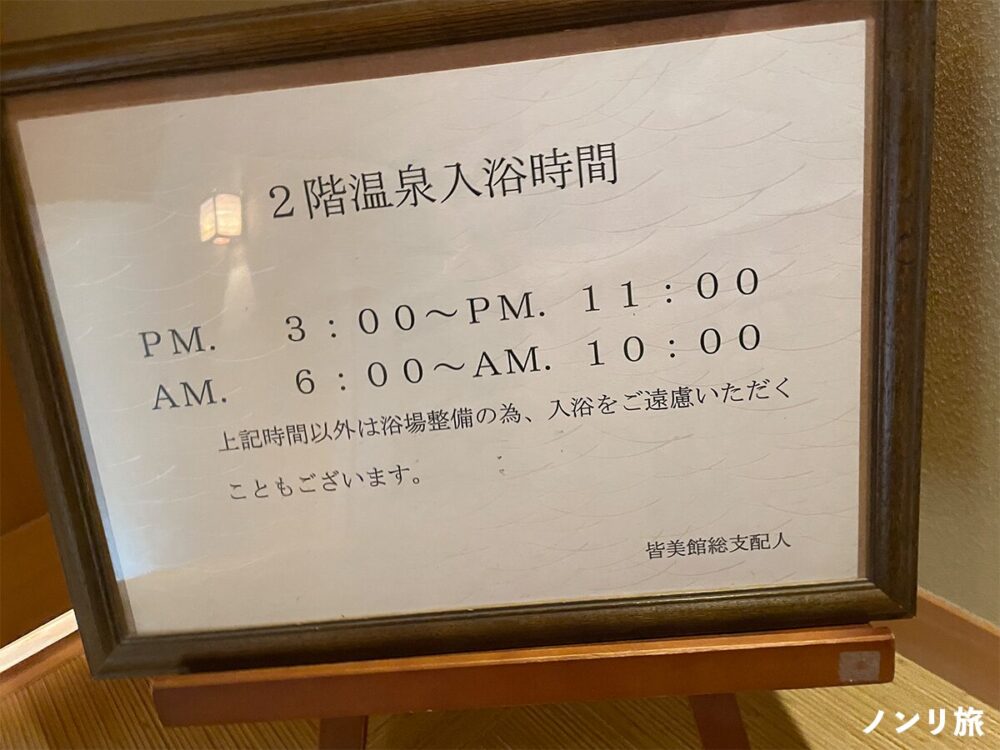 ２階温泉入浴時間
PM.　３：００～PM.１１：００
AM.　６：００～AM.１０：００
上記時間以外は浴場整備の為、入浴をご遠慮いただく
こともございます。
皆美館総支配人
ノンリ旅